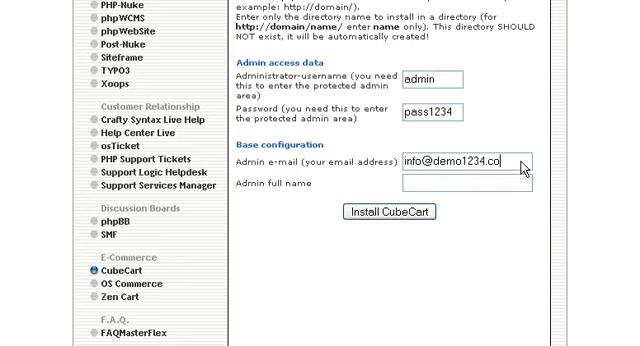 PHP-Nuke
phpWCMS
phpWebSite
Post-Nuke
Siteframe
TYPO3
Xoops
Customer Relationship
Crafty Syntax Live Help
Help Center Live
osTicket
PHP Support Tickets
Support Logic Helpdesk
Support Services Manager
Discussion Boards
phpBB
SMF
E-Commerce
CubeCart
OS Commerce
Zen Cart
F.A.Q.
FAQMasterFlex
example: http://domain/).
Enter only the directory name to install in a directory (for
http://domain/name/ enter name only). This directory SHOULD
NOT exist, it will be automatically created!
Admin access data
Administrator-username (you need
this to enter the protected admin
area)
admin
Password (you need this to enter
the protected admin area)
pass1234
Base configuration
Admin e-mail (your email address)
info@demo1234.co
Admin full name
Install CubeCart